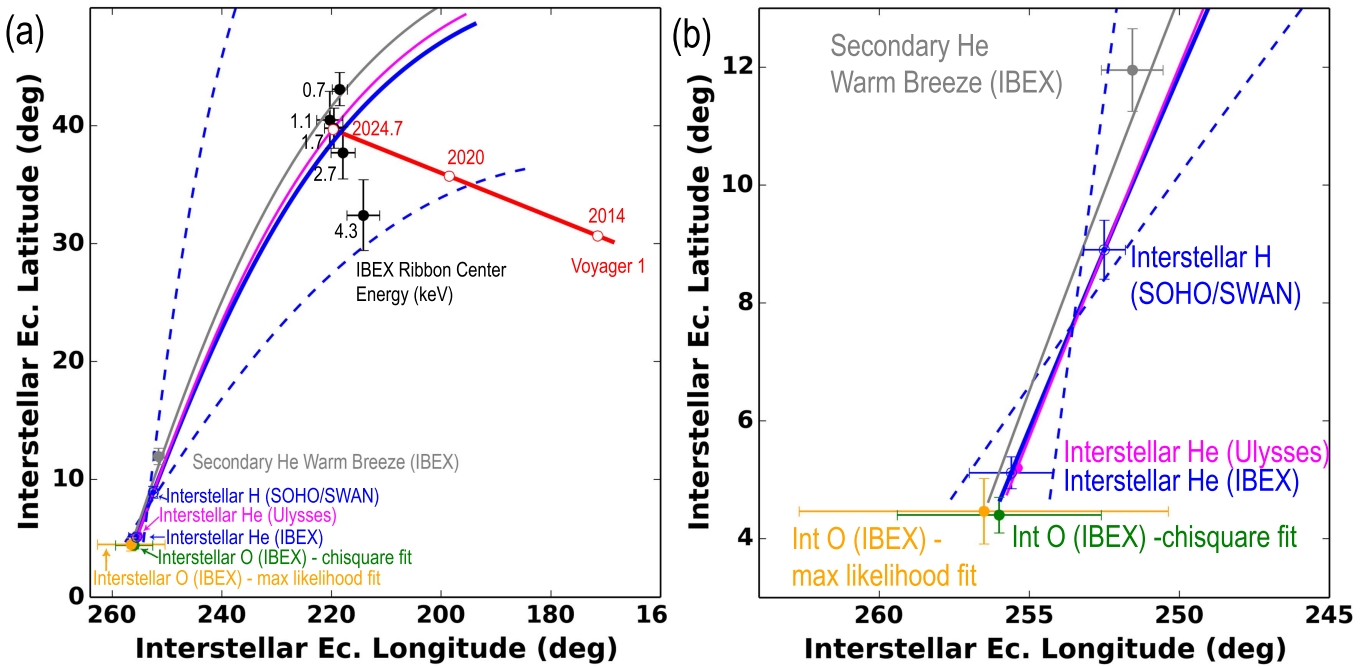 (a)
Interstellar Ec. Latitude (deg)
40
30
20
10
0
260
240
220
200
180
16
Interstellar Ec. Longitude (deg)
0.7
1.1
1.7
2.7
4.3
2024.7
2020
2014
Voyager 1
IBEX Ribbon Center
Energy (keV)
Secondary He Warm Breeze (IBEX)
Interstellar H (SOHO/SWAN)
Interstellar He (Ulysses)
Interstellar He (IBEX)
Interstellar O (IBEX) - chisquare fit
Interstellar O (IBEX) - max likelihood fit
(b)
Interstellar Ec. Latitude (deg)
12
10
8
6
4
260
255
250
245
Interstellar Ec. Longitude (deg)
Secondary He
Warm Breeze (IBEX)
Interstellar H
(SOHO/SWAN)
Interstellar He (Ulysses)
Interstellar He (IBEX)
Int O (IBEX) -
max likelihood fit
Int O (IBEX) -chisquare fit